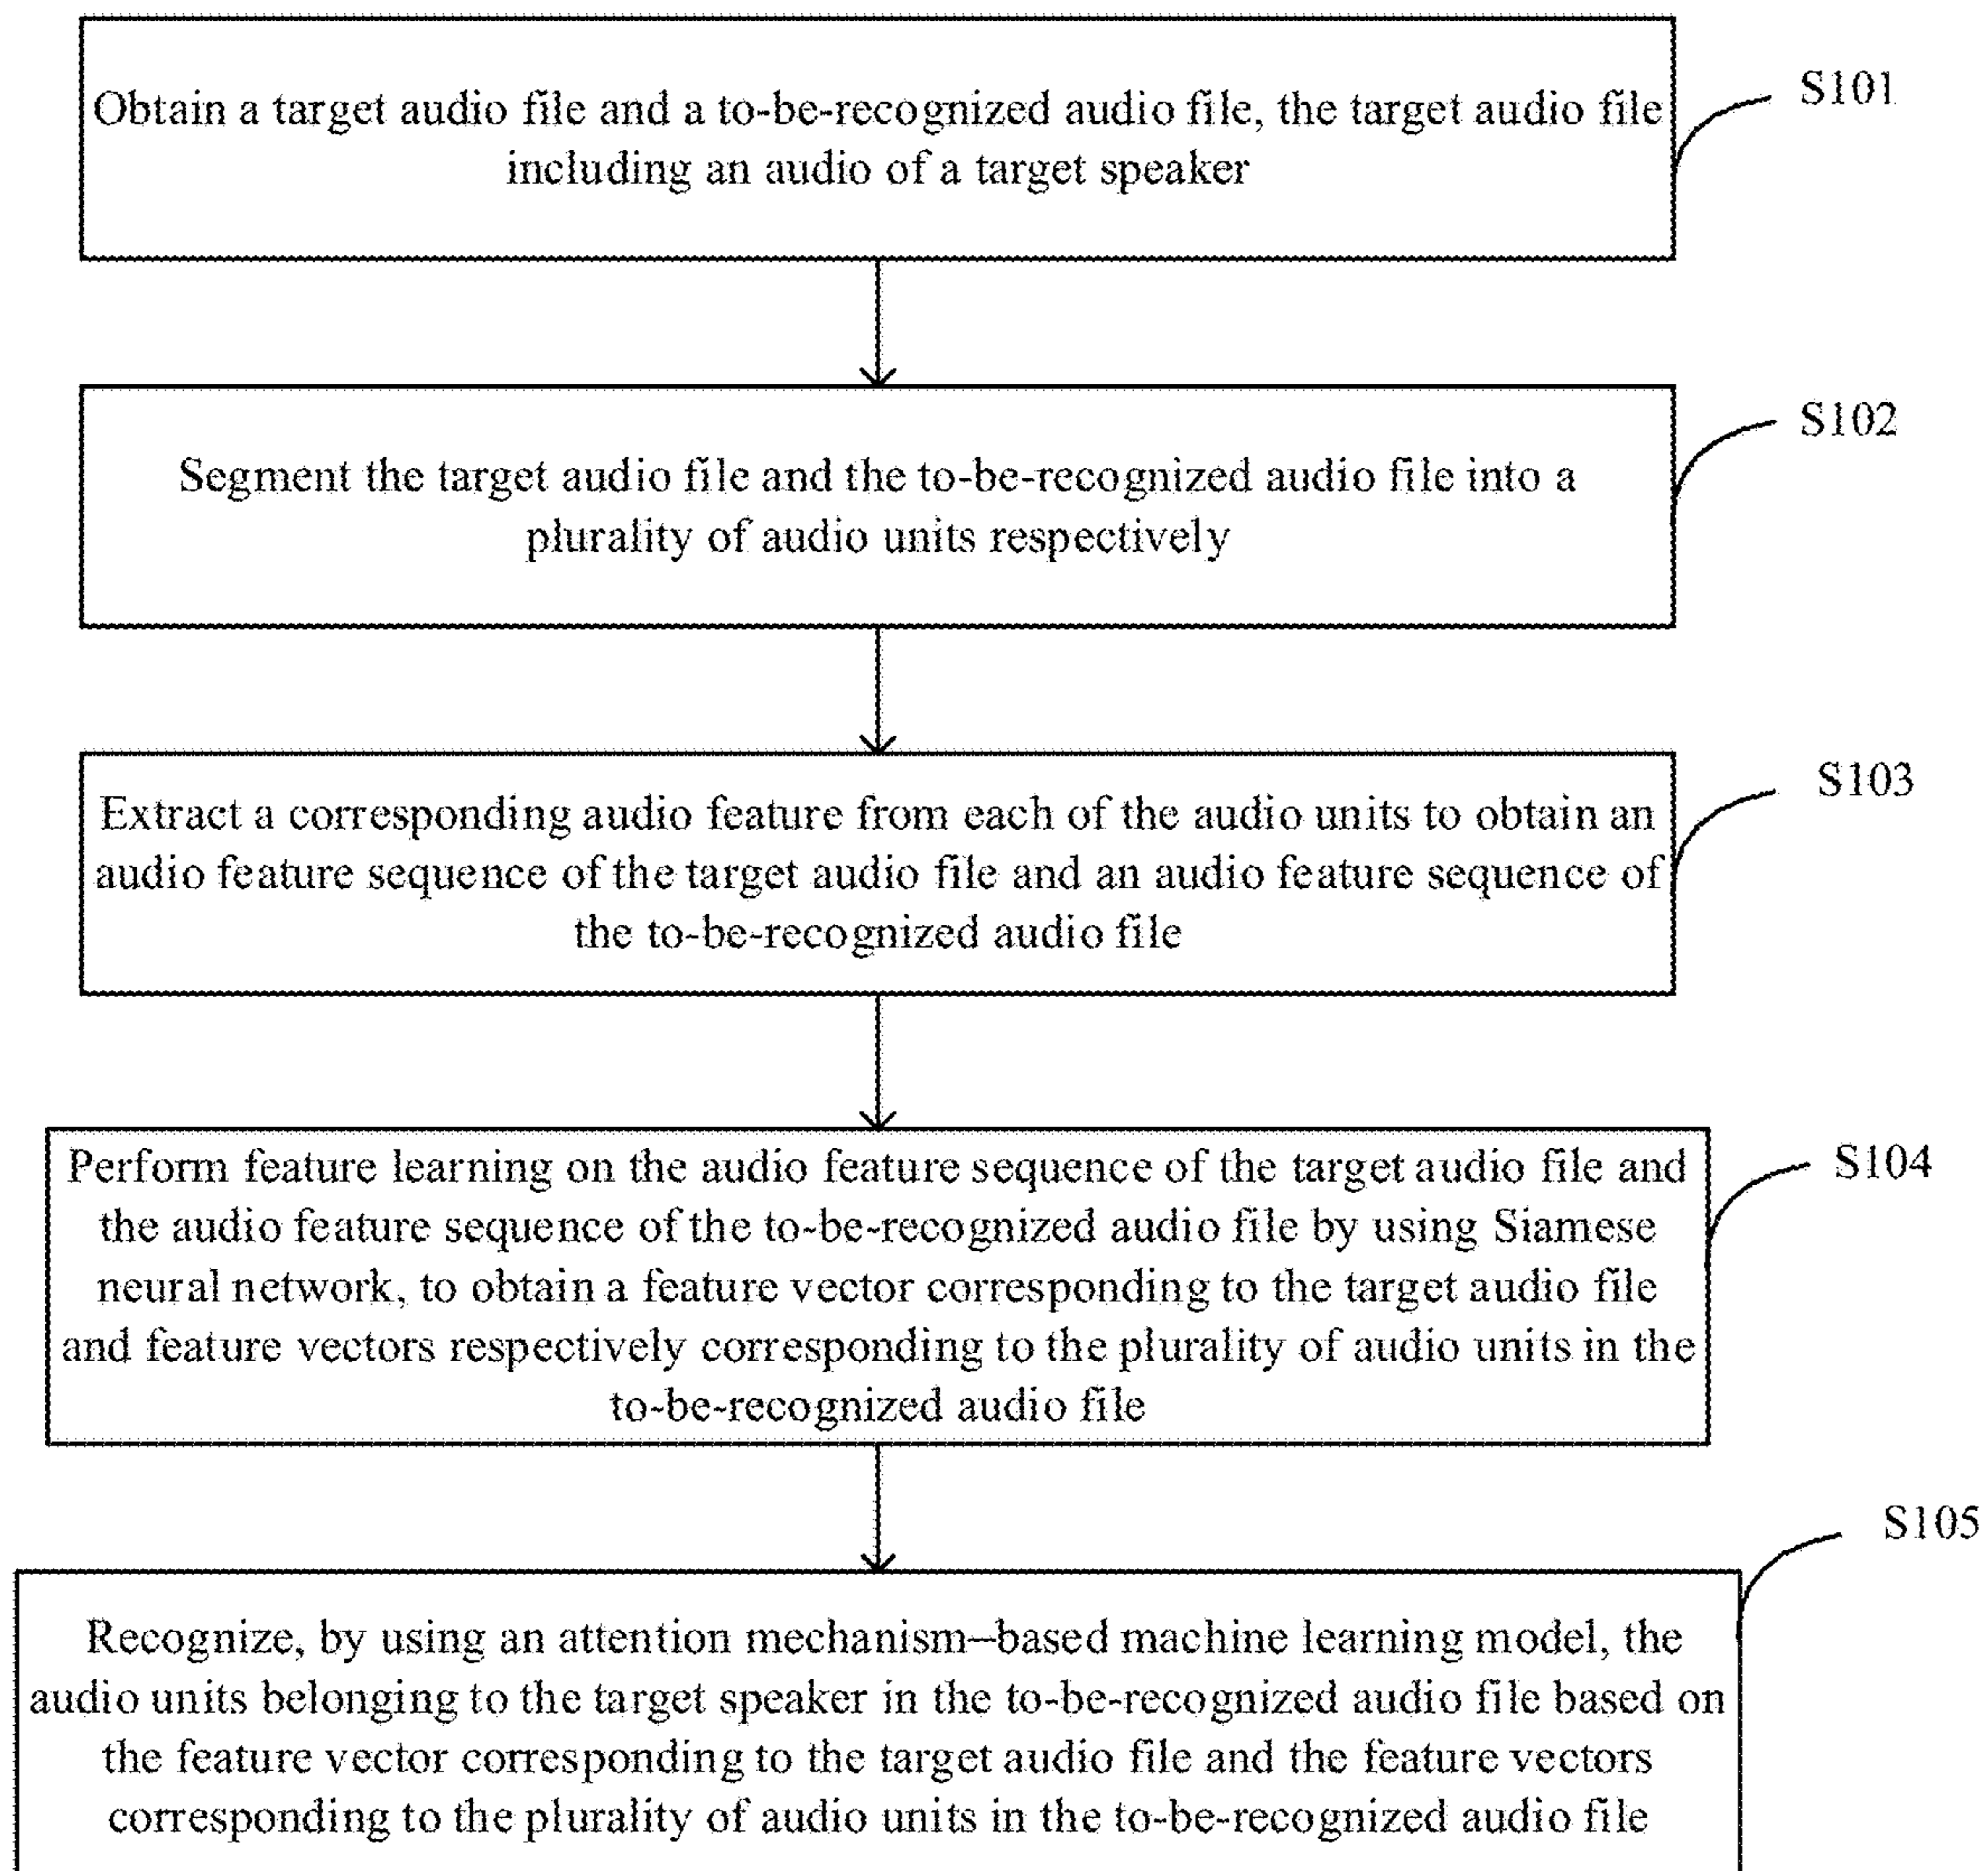 Obtain a target audio file and a to-be-recognized audio file, the target audio file
including an audio of a target speaker
S101
Segment the target audio file and the to-be-recognized audio file into a
plurality of audio units respectively
S102
Extract a corresponding audio feature from each of the audio units to obtain an
audio feature sequence of the target audio file and an audio feature sequence of
the to-be-recognized audio file
S103
Perform feature learning on the audio feature sequence of the target audio file and
the audio feature sequence of the to-be-recognized audio file by using Siamese
neural network, to obtain a feature vector corresponding to the target audio file
and feature vectors respectively corresponding to the plurality of audio units in the
to-be-recognized audio file
S104
Recognize, by using an attention mechanism–based machine learning model, the
audio units belonging to the target speaker in the to-be-recognized audio file based on
the feature vector corresponding to the target audio file and the feature vectors
corresponding to the plurality of audio units in the to-be-recognized audio file
S105